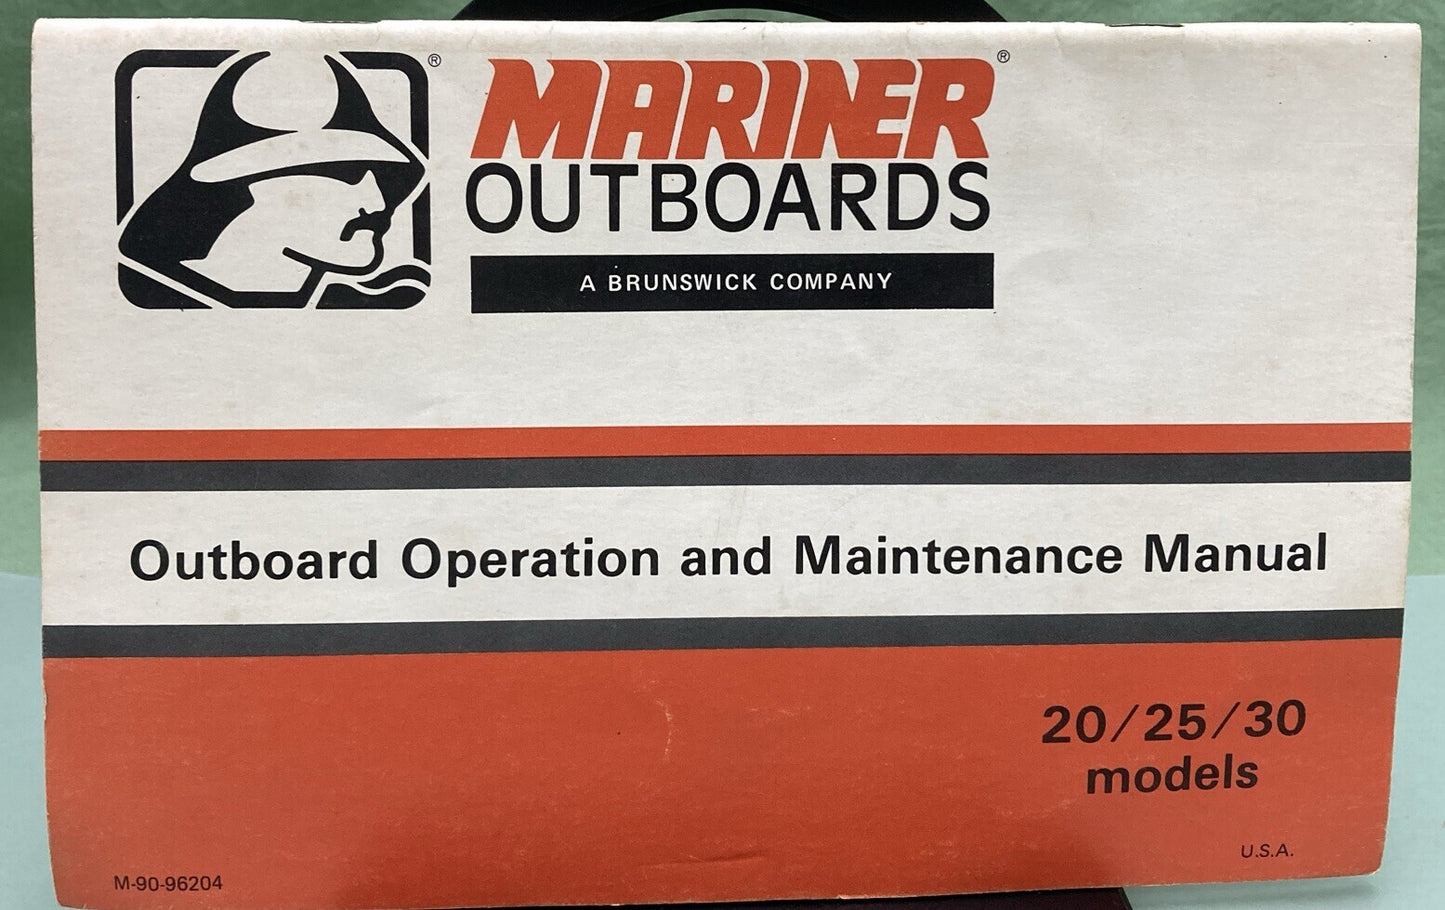 MARINER®
OUTBOARDS
A BRUNSWICK COMPANY
®
Outboard Operation and Maintenance Manual
20/25/30
models
U.S.A.
M-90-96204